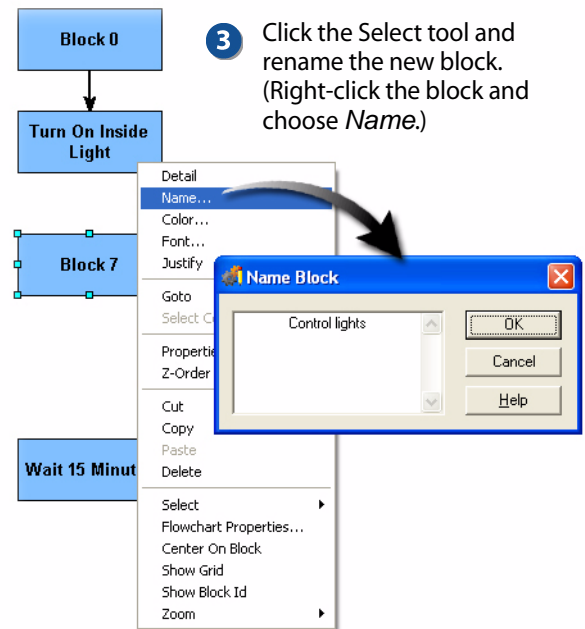 Block 0
3
Click the Select tool and
rename the new block.
(Right-click the block and
choose Name.)
Turn On Inside
Light
Block 7
Wait 15 Minut
Detail
Name...
Color...
Font...
Justify
Goto
Select C
Propertie
Z-Order
Cut
Copy
Paste
Delete
Select
Flowchart Properties...
Center On Block
Show Grid
Show Block Id
Zoom
Name Block
Control lights
OK
Cancel
Help